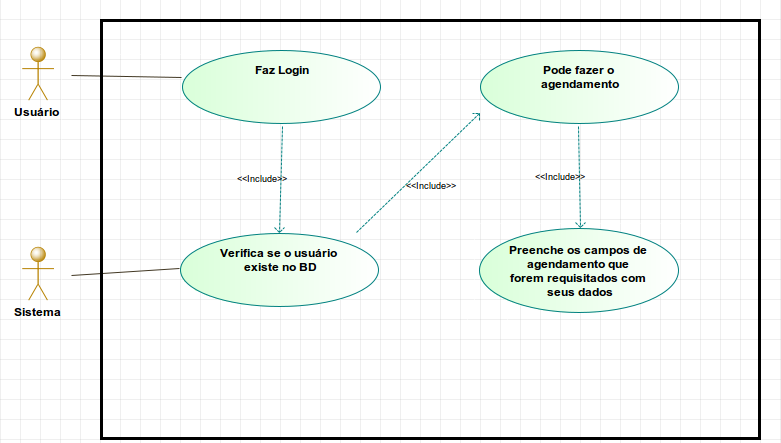 Usuário
Faz Login
Pode fazer o
agendamento
<<Include>>
<<Include>>
<<Include>>
Sistema
Verifica se o usuário
existe no BD
Preenche os campos de
agendamento que
forem requisitados com
seus dados